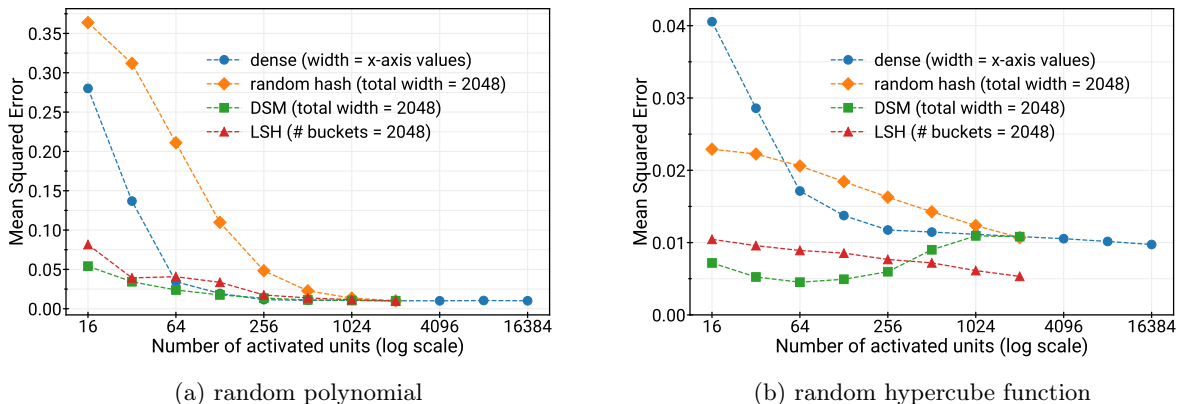 0.35
0.30
0.25
0.20
0.15
0.10
0.05
0.00
Mean Squared Error
dense (width = x-axis values)
random hash (total width = 2048)
DSM (total width = 2048)
LSH (# buckets = 2048)
16 64 256 1024 4096 16384
Number of activated units (log scale)
(a) random polynomial
0.04
0.03
0.02
0.01
0.00
Mean Squared Error
dense (width = x-axis values)
random hash (total width = 2048)
DSM (total width = 2048)
LSH (# buckets = 2048)
16 64 256 1024 4096 16384
Number of activated units (log scale)
(b) random hypercube function